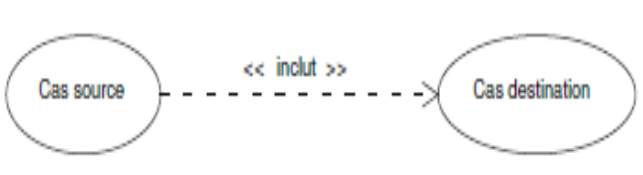 << inclut >>
Cas source
Cas destination